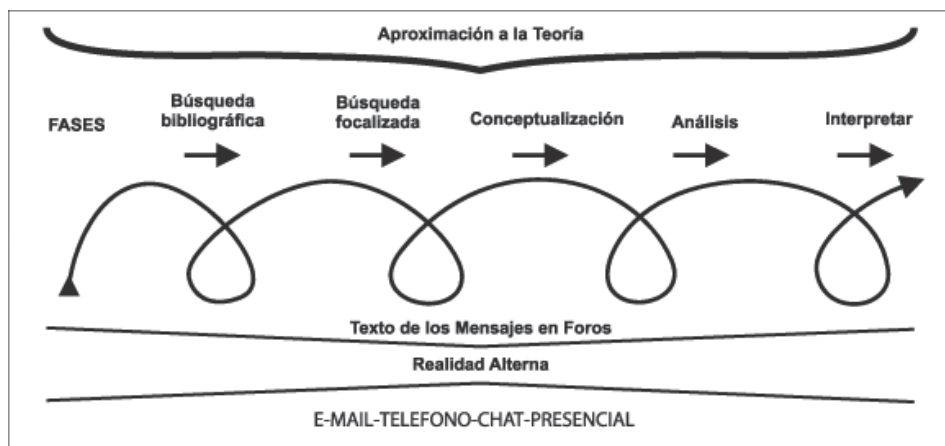 Aproximación a la Teoría
FASES
Búsqueda
bibliográfica
Búsqueda
focalizada
Conceptualización
Análisis
Interpretar
Texto de los Mensajes en Foros
Realidad Alterna
E-MAIL-TELEFONO-CHAT-PRESENCIAL